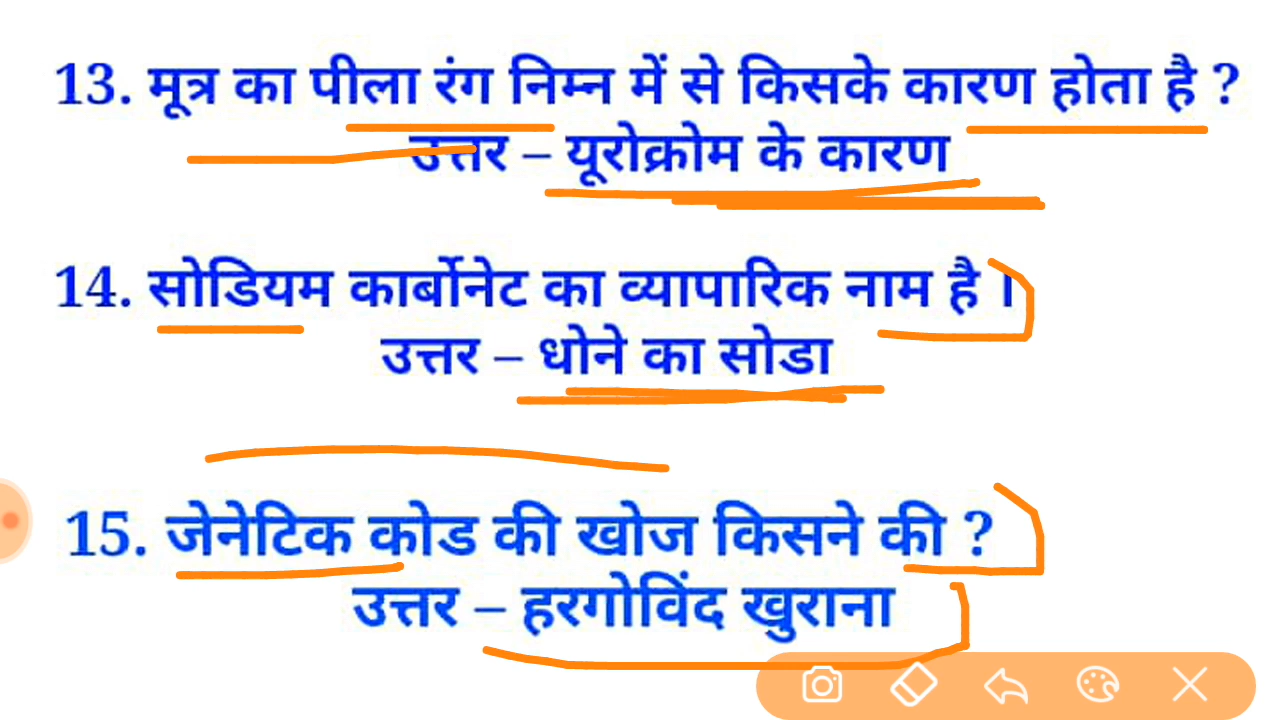 13. मूत्र का पीला रंग निम्न में से किसके कारण होता है ?
उत्तर – यूरोक्रोम के कारण
14. सोडियम कार्बोनेट का व्यापारिक नाम है ।
उत्तर – धोने का सोडा
15. जेनेटिक कोड की खोज किसने की ?
उत्तर – हरगोविंद खुराना